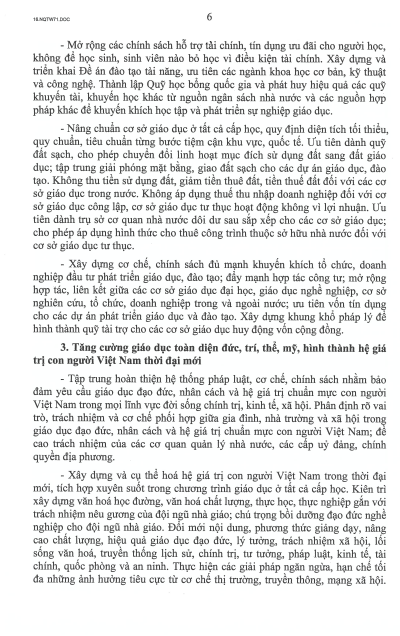 6
16.NQTW71.DOC
- Mở rộng các chính sách hỗ trợ tài chính, tín dụng ưu đãi cho người học,
không để học sinh, sinh viên nào bỏ học vì điều kiện tài chính. Xây dựng và
triển khai Đề án đào tạo tài năng, ưu tiên các ngành khoa học cơ bản, kỹ thuật
và công nghệ. Thành lập Quỹ học bổng quốc gia và phát huy hiệu quả các quỹ
khuyến tài, khuyến học khác từ nguồn ngân sách nhà nước và các nguồn hợp
pháp khác để khuyến khích học tập và phát triển sự nghiệp giáo dục.
- Nâng chuẩn cơ sở giáo dục ở tất cả cấp học, quy định diện tích tối thiểu,
quy chuẩn, tiêu chuẩn từng bước tiệm cận khu vực, quốc tế. Ưu tiên dành quỹ
đất sạch, cho phép chuyển đổi linh hoạt mục đích sử dụng đất sang đất giáo
dục; tập trung giải phóng mặt bằng, giao đất sạch cho các dự án giáo dục, đào
tạo. Không thu tiền sử dụng đất, giảm tiền thuê đất, tiền thuế đất đối với các cơ
sở giáo dục trong nước. Không áp dụng thuế thu nhập doanh nghiệp đối với cơ
sở giáo dục công lập, cơ sở giáo dục tư thục hoạt động không vì lợi nhuận. Ưu
tiên dành trụ sở cơ quan nhà nước dôi dư sau sắp xếp cho các cơ sở giáo dục;
cho phép áp dụng hình thức cho thuê công trình thuộc sở hữu nhà nước đối với
cơ sở giáo dục tư thục.
- Xây dựng cơ chế, chính sách đủ mạnh khuyến khích tổ chức, doanh
nghiệp đầu tư phát triển giáo dục, đào tạo; đẩy mạnh hợp tác công tư; mở rộng
hợp tác, liên kết giữa các cơ sở giáo dục đại học, giáo dục nghề nghiệp, cơ sở
nghiên cứu, tổ chức, doanh nghiệp trong và ngoài nước; ưu tiên vốn tín dụng
cho các dự án phát triển giáo dục và đào tạo. Xây dựng khung khổ pháp lý để
hình thành quỹ tài trợ cho các cơ sở giáo dục huy động vốn cộng đồng.
3. Tăng cường giáo dục toàn diện đức, trí, thể, mỹ, hình thành hệ giá
trị con người Việt Nam thời đại mới
- Tập trung hoàn thiện hệ thống pháp luật, cơ chế, chính sách nhằm bảo
đảm yêu cầu giáo dục đạo đức, nhân cách và hệ giá trị chuẩn mực con người
Việt Nam trong mọi lĩnh vực đời sống chính trị, kinh tế, xã hội. Phân định rõ vai
trò, trách nhiệm và cơ chế phối hợp giữa gia đình, nhà trường và xã hội trong
giáo dục đạo đức, nhân cách và hệ giá trị chuẩn mực con người Việt Nam; đề
cao trách nhiệm của các cơ quan quản lý nhà nước, các cấp uỷ đảng, chính
quyền địa phương.
- Xây dựng và cụ thể hoá hệ giá trị con người Việt Nam trong thời đại
mới, tích hợp xuyên suốt trong chương trình giáo dục ở tất cả cấp học. Kiên trì
xây dựng văn hoá học đường, văn hoá chất lượng, thực học, thực nghiệp gắn với
trách nhiệm nêu gương của đội ngũ nhà giáo; chú trọng bồi dưỡng đạo đức nghề
nghiệp cho đội ngũ nhà giáo. Đổi mới nội dung, phương thức giảng dạy, nâng
cao chất lượng, hiệu quả giáo dục đạo đức, lý tưởng, trách nhiệm xã hội, lối
sống văn hoá, truyền thống lịch sử, chính trị, tư tưởng, pháp luật, kinh tế, tài
chính, quốc phòng và an ninh. Thực hiện các giải pháp ngăn ngừa, hạn chế tối
đa những ảnh hưởng tiêu cực từ cơ chế thị trường, truyền thông, mạng xã hội.